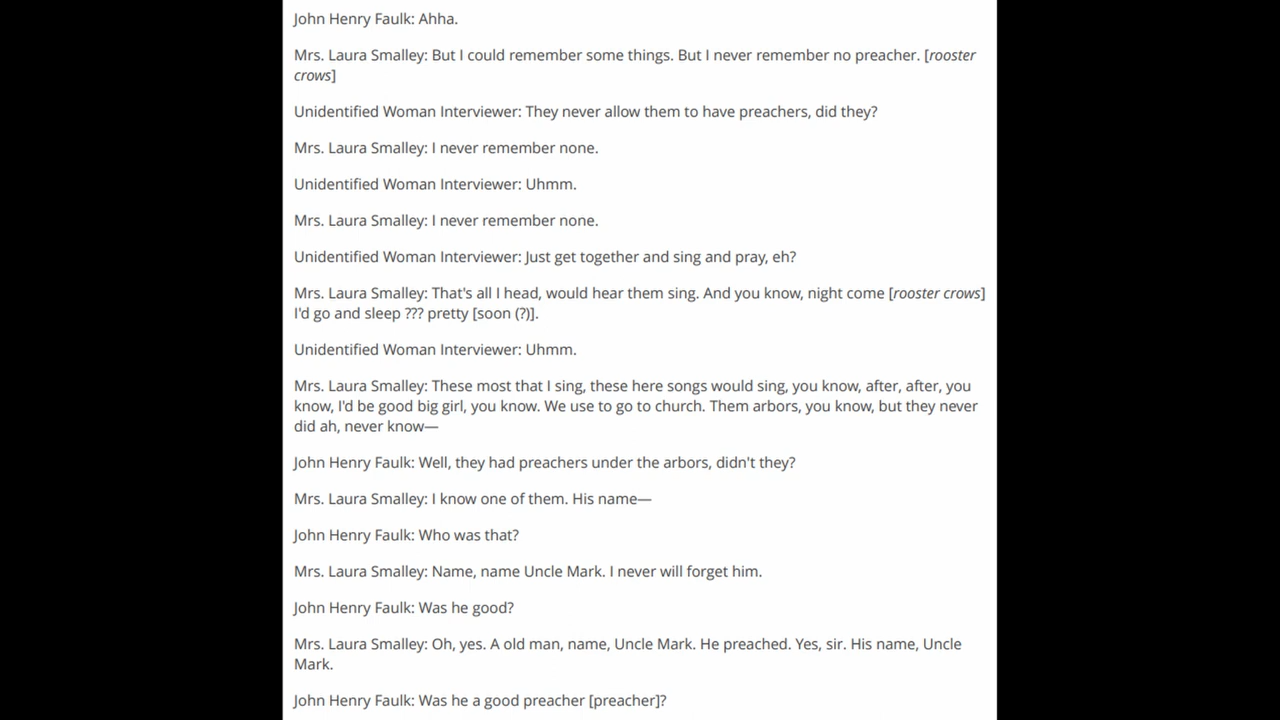 John Henry Faulk: Ahha.
Mrs. Laura Smalley: But I could remember some things. But I never remember no preacher. [rooster
crows]
Unidentified Woman Interviewer: They never allow them to have preachers, did they?
Mrs. Laura Smalley: I never remember none.
Unidentified Woman Interviewer: Uhmm.
Mrs. Laura Smalley: I never remember none.
Unidentified Woman Interviewer: Just get together and sing and pray, eh?
Mrs. Laura Smalley: That's all I head, would hear them sing. And you know, night come [rooster crows]
I'd go and sleep ??? pretty [soon (?)].
Unidentified Woman Interviewer: Uhmm.
Mrs. Laura Smalley: These most that I sing, these here songs would sing, you know, after, after, you
know, I'd be good big girl, you know. We use to go to church. Them arbors, you know, but they never
did ah, never know—
John Henry Faulk: Well, they had preachers under the arbors, didn't they?
Mrs. Laura Smalley: I know one of them. His name—
John Henry Faulk: Who was that?
Mrs. Laura Smalley: Name, name Uncle Mark. I never will forget him.
John Henry Faulk: Was he good?
Mrs. Laura Smalley: Oh, yes. A old man, name, Uncle Mark. He preached. Yes, sir. His name, Uncle
Mark.
John Henry Faulk: Was he a good preacher [preacher]?